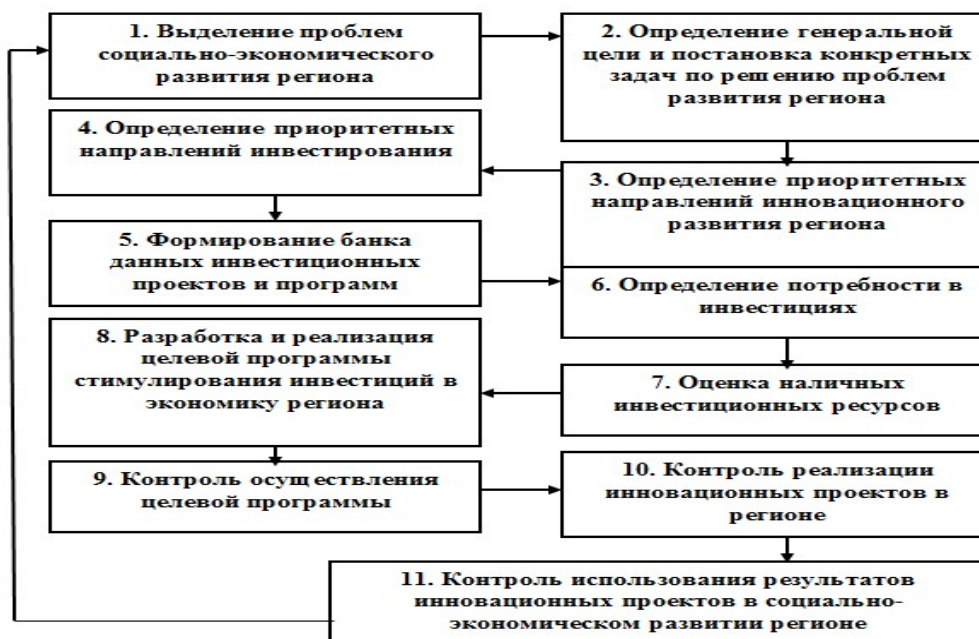 1. Выделение проблем
социально-экономического
развития региона
2. Определение генеральной
цели и постановка конкретных
задач по решению проблем
развития региона
3. Определение приоритетных
направлений инновационного
развития региона
4. Определение приоритетных
направлений инвестирования
5. Формирование банка
данных инвестиционных
проектов и программ
6. Определение потребности в
инвестициях
7. Оценка наличных
инвестиционных ресурсов
8. Разработка и реализация
целевой программы
стимулирования инвестиций в
экономику региона
9. Контроль осуществления
целевой программы
10. Контроль реализации
инновационных проектов в
регионе
11. Контроль использования результатов
инновационных проектов в социально-
экономическом развитии регионе